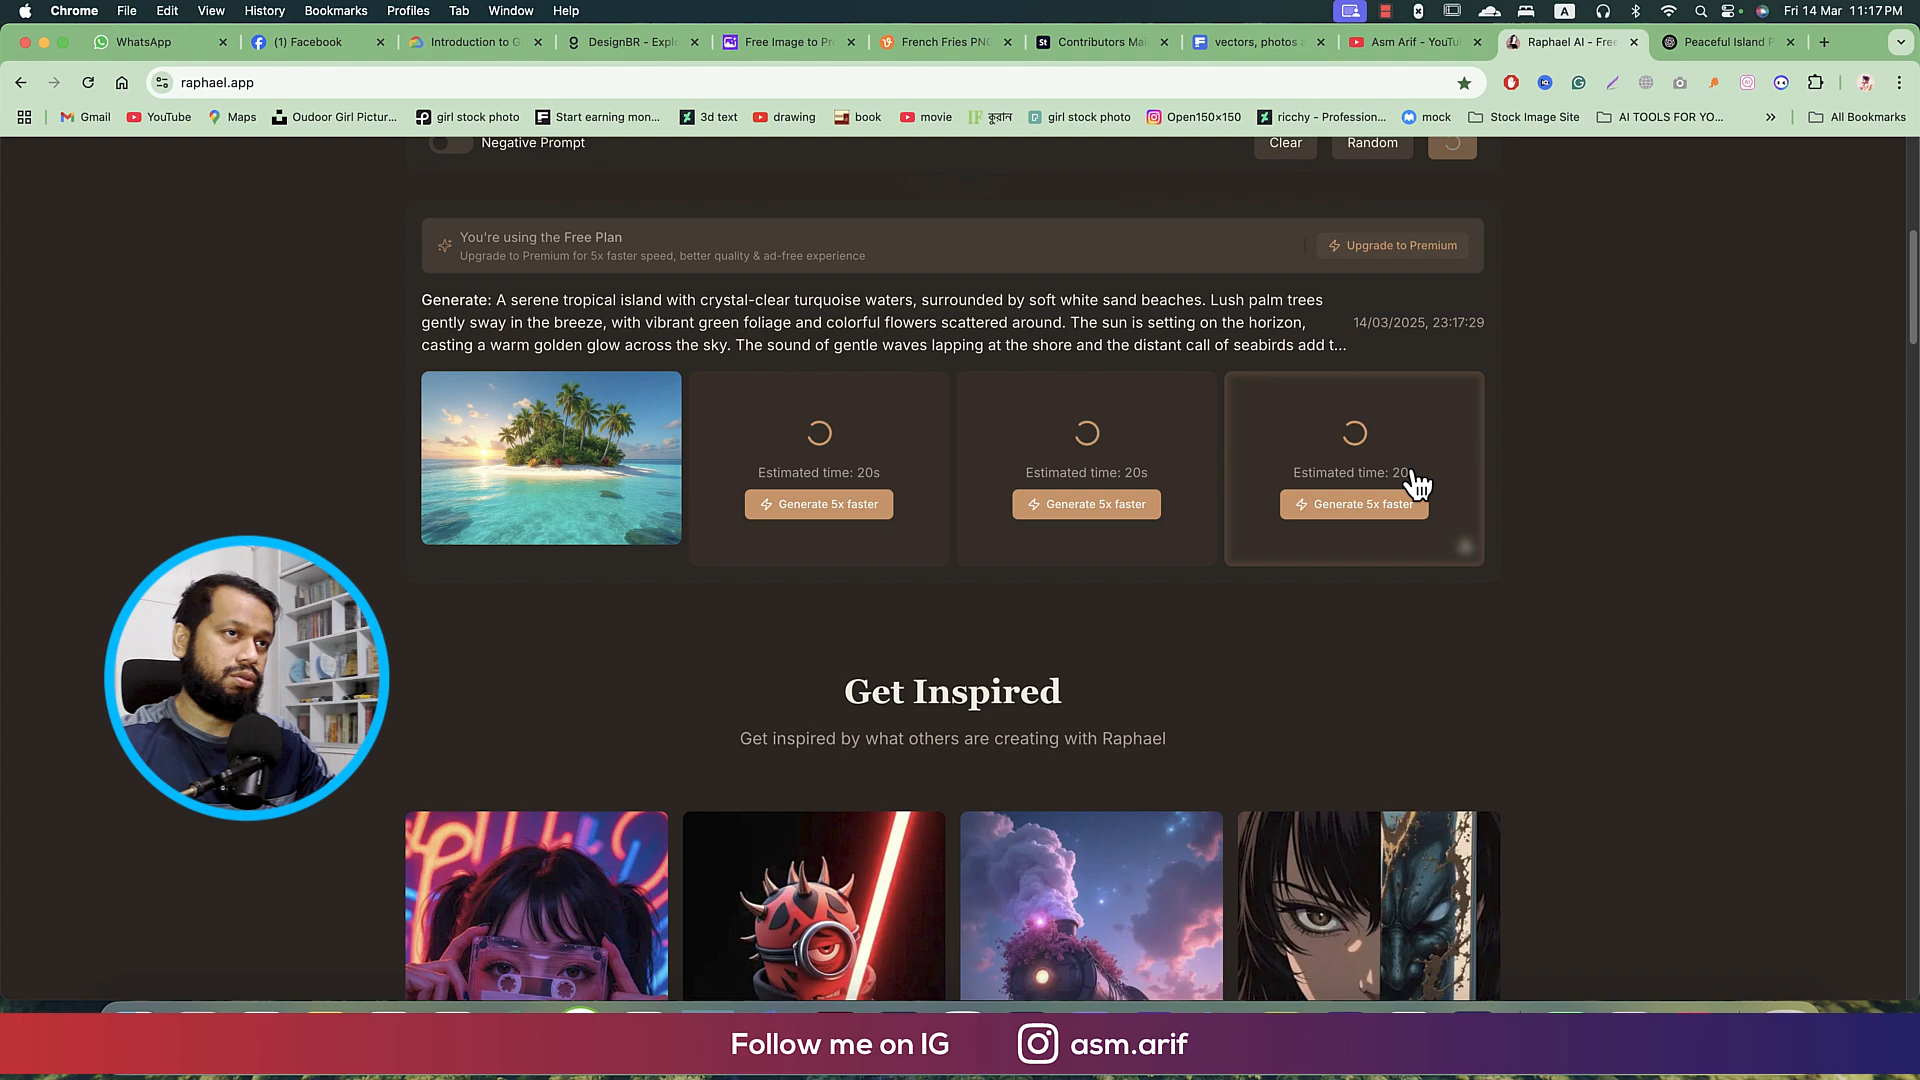 Chrome File Edit View History Bookmarks Profiles Tab Window Help
A Fri 14 Mar 11:17 PM
WhatsApp
(1) Facebook
Introduction to G
DesignBR - Explo
Free Image to Pr
French Fries PNG
St Contributors Mai
vectors, photos a
Asm Arif - YouTu
Raphael AI - Free
Peaceful Island P
raphael.app
Gmail
YouTube
Maps
Oudoor Girl Pictur...
girl stock photo
Start earning mon...
3d text
drawing
book
movie
IF কুরান
girl stock photo
Open150x150
ricchy - Profession...
mock
Stock Image Site
AI TOOLS FOR YO...
All Bookmarks
Negative Prompt
Clear
Random
You're using the Free Plan
Upgrade to Premium for 5x faster speed, better quality & ad-free experience
Upgrade to Premium
Generate: A serene tropical island with crystal-clear turquoise waters, surrounded by soft white sand beaches. Lush palm trees
gently sway in the breeze, with vibrant green foliage and colorful flowers scattered around. The sun is setting on the horizon,
casting a warm golden glow across the sky. The sound of gentle waves lapping at the shore and the distant call of seabirds add t...
14/03/2025, 23:17:29
Estimated time: 20s
Generate 5x faster
Estimated time: 20s
Generate 5x faster
Estimated time: 20
Generate 5x faster
Get Inspired
Get inspired by what others are creating with Raphael
Follow me on IG
asm.arif